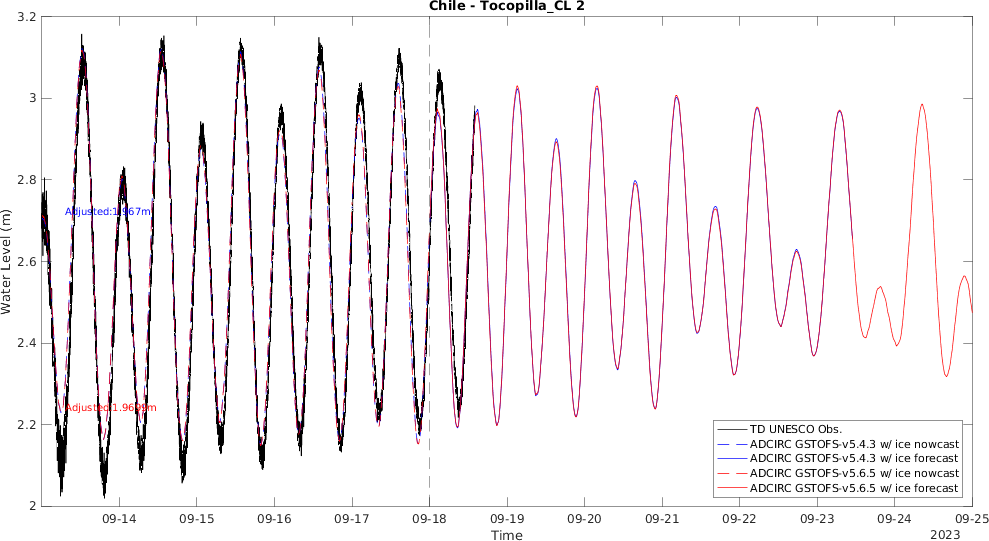 Chile - Tocopilla_CL 2
3.2
3
2.8
2.6
2.4
2.2
2
Water Level (m)
Adjusted:1.967m
Adjusted:1.9699m
TD UNESCO Obs.
ADCIRC GSTOFS-v5.4.3 w/ ice nowcast
ADCIRC GSTOFS-v5.4.3 w/ ice forecast
ADCIRC GSTOFS-v5.6.5 w/ ice nowcast
ADCIRC GSTOFS-v5.6.5 w/ ice forecast
09-14 09-15 09-16 09-17 09-18 09-19 09-20 09-21 09-22 09-23 09-24 09-25
Time
2023